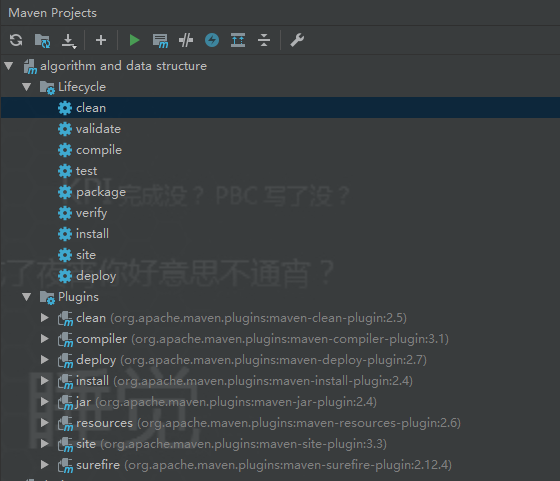 Maven Projects
algorithm and data structure
Lifecycle
clean
validate
compile
test
package
KPI 完成没？ PBC 写了没？
verify
install
site
了夜宵你好意思不通宵？
deploy
Plugins
clean (org.apache.maven.plugins:maven-clean-plugin:2.5)
compiler (org.apache.maven.plugins:maven-compiler-plugin:3.1)
deploy (org.apache.maven.plugins:maven-deploy-plugin:2.7)
install (org.apache.maven.plugins:maven-install-plugin:2.4)
睡觉
jar (org.apache.maven.plugins:maven-jar-plugin:2.4)
resources (org.apache.maven.plugins:maven-resources-plugin:2.6)
site (org.apache.maven.plugins:maven-site-plugin:3.3)
surefire (org.apache.maven.plugins:maven-surefire-plugin:2.12.4)